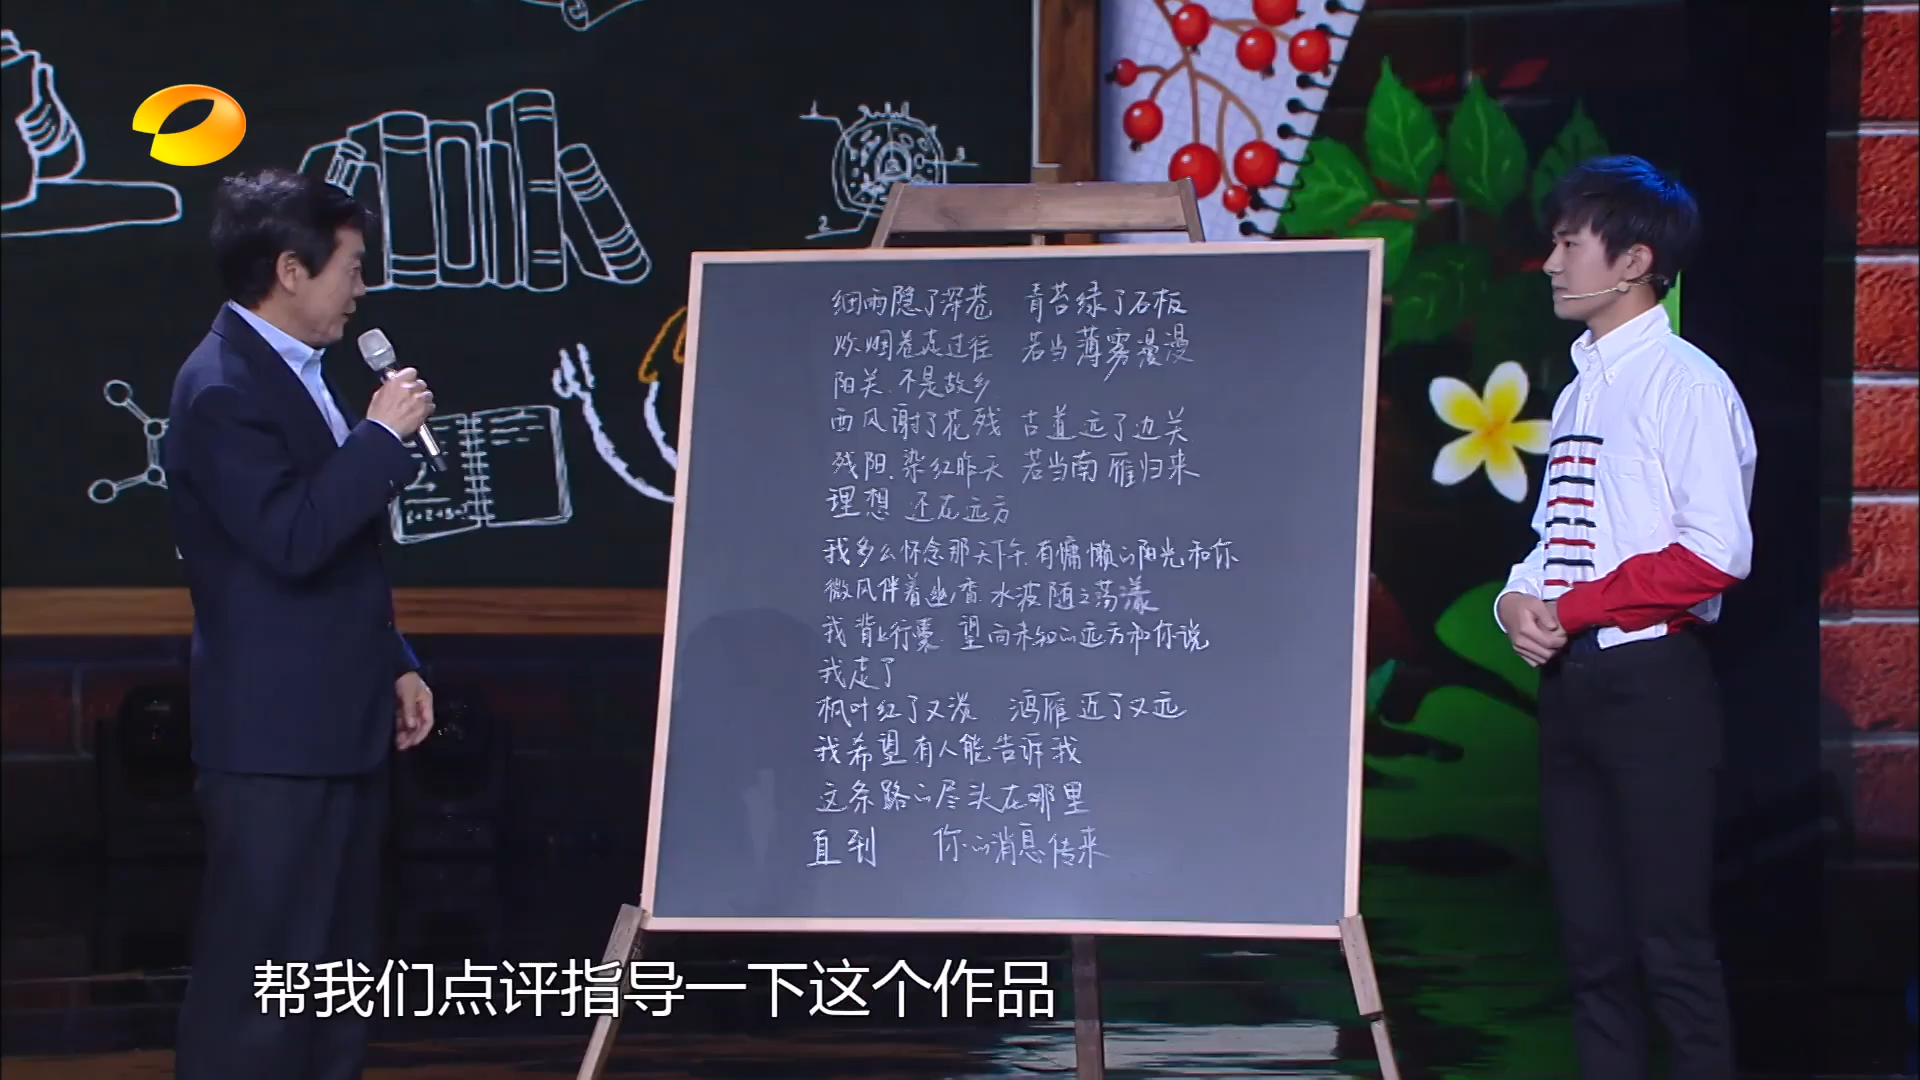 细雨隐了深巷 青苔绿了石板
炊烟卷走过往 若当薄雾漫漫
阳关.不是故乡
西风谢了花残 古道远了边关
残阳.染红昨天 若当南雁归来
理想 还在远方
我多么怀念那天下午.有慵懒的阳光和你
微风伴着幽香.水波随之荡漾
我背上行囊.望向未知的远方和你说
我走了
枫叶红了又淡 鸿雁近了又远
我希望有人能告诉我
这条路的尽头在哪里
直到 你的消息传来
帮我们点评指导一下这个作品